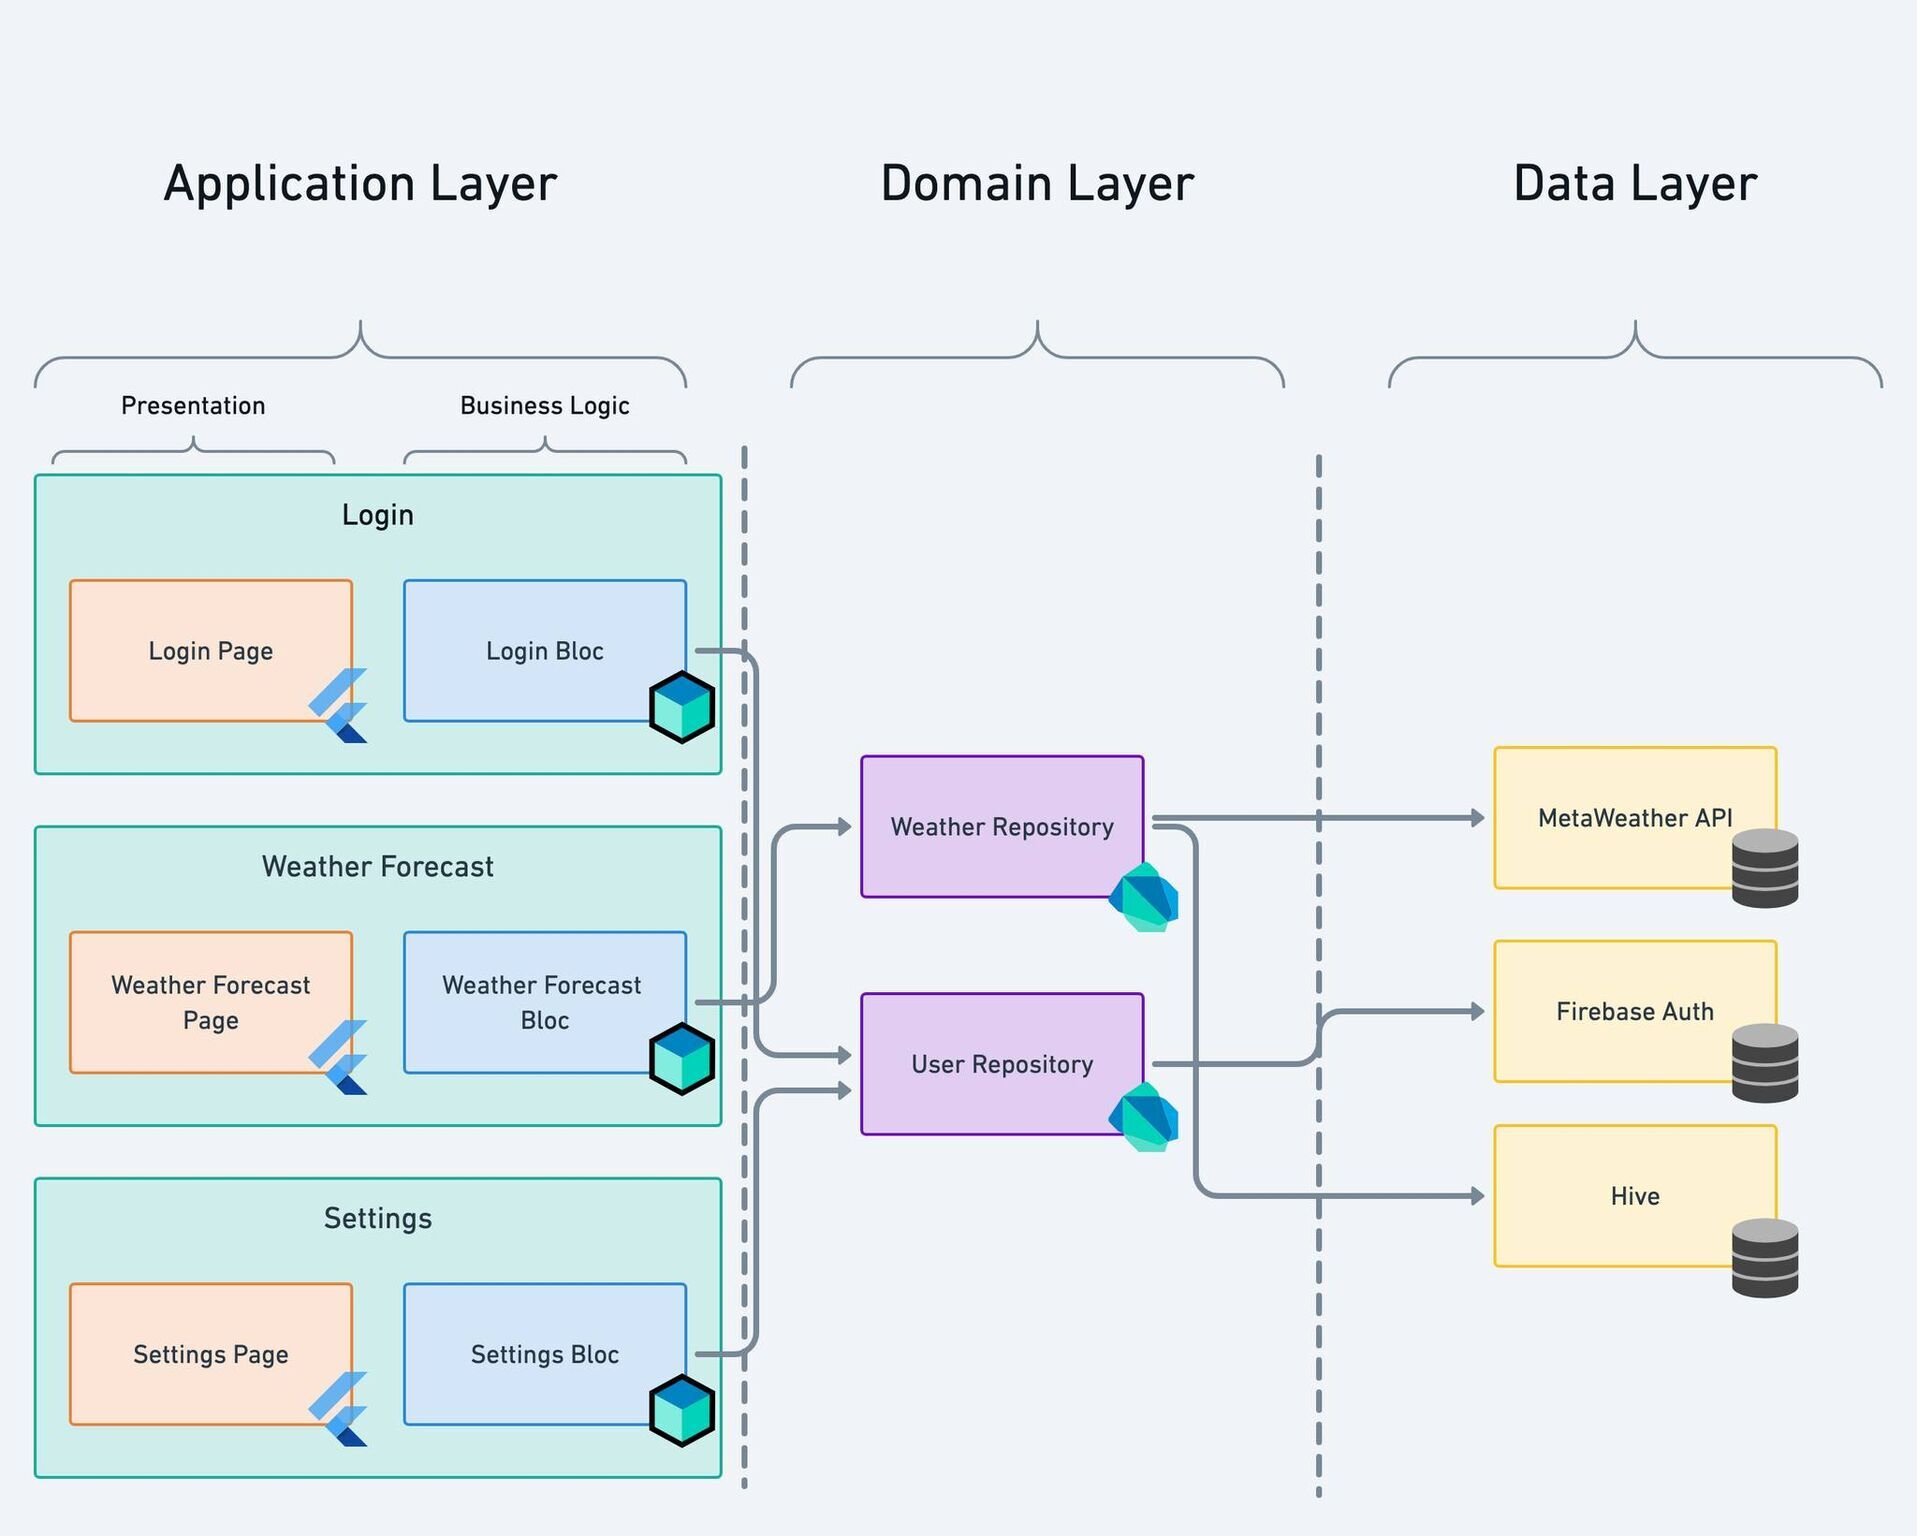 Application Layer
Domain Layer
Data Layer
Presentation
Business Logic
Login
Login Page
Login Bloc
Weather Forecast
Weather Forecast
Page
Weather Forecast
Bloc
Settings
Settings Page
Settings Bloc
Weather Repository
User Repository
MetaWeather API
Firebase Auth
Hive